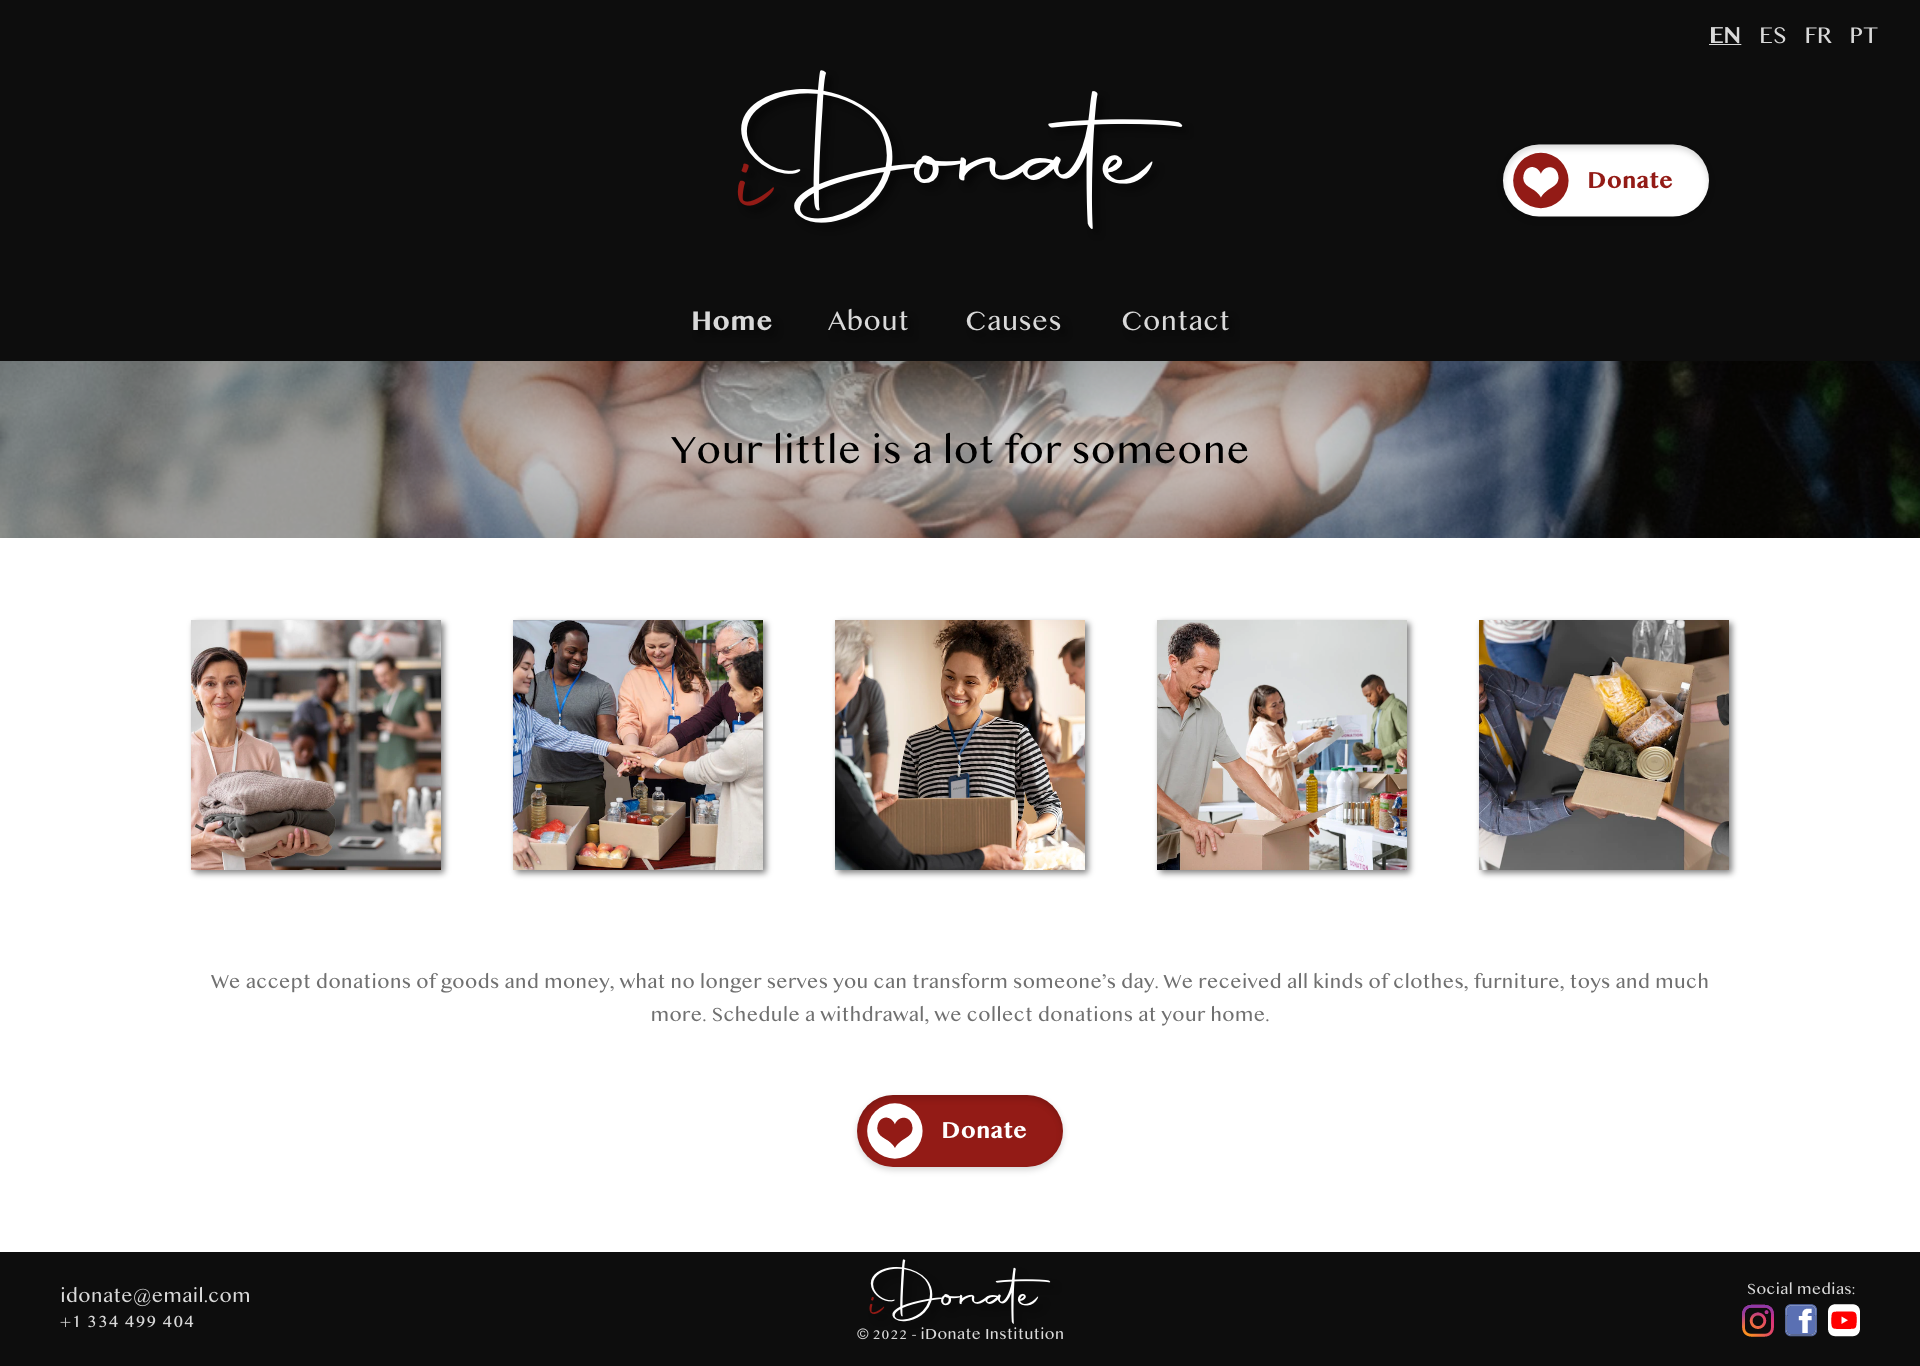 EN ES FR PT
iDonate
Donate
Home About Causes Contact
Your little is a lot for someone
We accept donations of goods and money, what no longer serves you can transform someone’s day. We received all kinds of clothes, furniture, toys and much
more. Schedule a withdrawal, we collect donations at your home.
Donate
idonate@email.com
+1 334 499 404
iDonate
© 2022 - iDonate Institution
Social medias: